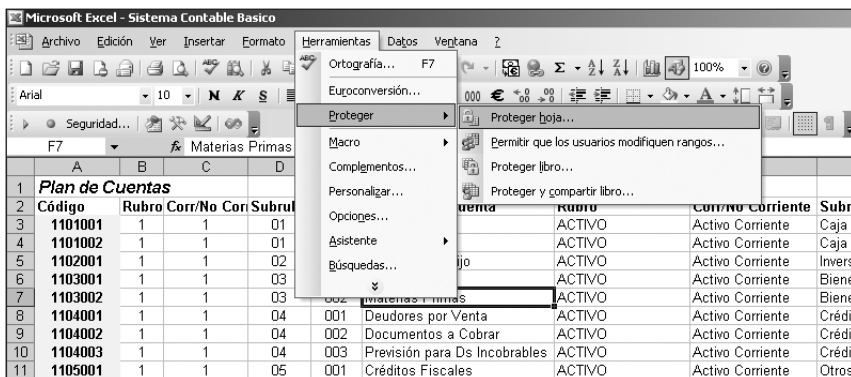 Microsoft Excel - Sistema Contable Basico
Archivo Edición Ver Insertar Formato Herramientas Datos Ventana ?
Ortografía... F7
100%
Arial 10 N K S
Euroconversión...
000 €
Seguridad...
Proteger
Proteger hoja...
F7 fx Materias Primas
Macro
Permitir que los usuarios modifiquen rangos...
A B C D
Complementos...
Proteger libro...
1 Plan de Cuentas
Personalizar...
Proteger y compartir libro...
2 Código Rubro Corr/No Corr Subrul
Opciones...
Rubro Corr/No Corriente Subr
3 1101001 1 1 01 ACTIVO Activo Corriente Caja
4 1101002 1 1 01 Asistente ACTIVO Activo Corriente Caja
5 1102001 1 1 02 Búsquedas... ijo ACTIVO Activo Corriente Invers
6 1103001 1 1 03 ACTIVO Activo Corriente Biene
7 1103002 1 1 03 002 Materias Primas ACTIVO Activo Corriente Biene
8 1104001 1 1 04 001 Deudores por Venta ACTIVO Activo Corriente Crédi
9 1104002 1 1 04 002 Documentos a Cobrar ACTIVO Activo Corriente Crédi
10 1104003 1 1 04 003 Previsión para Ds Incobrables ACTIVO Activo Corriente Crédi
11 1105001 1 1 05 001 Créditos Fiscales ACTIVO Activo Corriente Otros